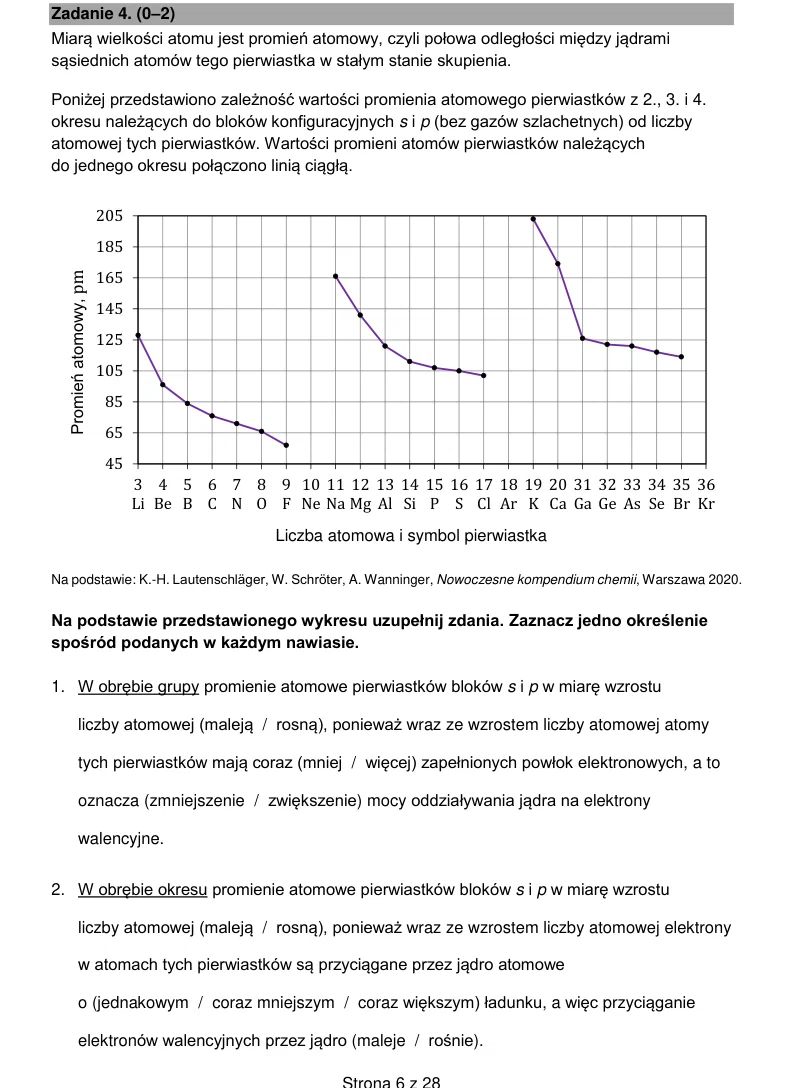 Zadanie 4. (0–2)
Miarą wielkości atomu jest promień atomowy, czyli połowa odległości między jądrami
sąsiednich atomów tego pierwiastka w stałym stanie skupienia.
Poniżej przedstawiono zależność wartości promienia atomowego pierwiastków z 2., 3. i 4.
okresu należących do bloków konfiguracyjnych s i p (bez gazów szlachetnych) od liczby
atomowej tych pierwiastków. Wartości promieni atomów pierwiastków należących
do jednego okresu połączono linią ciągłą.
Promień atomowy, pm
205
185
165
145
125
105
85
65
45
3 4 5 6 7 8 9 10 11 12 13 14 15 16 17 18 19 20 31 32 33 34 35 36
Li Be B C N O F Ne Na Mg Al Si P S Cl Ar K Ca Ga Ge As Se Br Kr
Liczba atomowa i symbol pierwiastka
Na podstawie: K.-H. Lautenschläger, W. Schröter, A. Wanninger, Nowoczesne kompendium chemii, Warszawa 2020.
Na podstawie przedstawionego wykresu uzupełnij zdania. Zaznacz jedno określenie
spośród podanych w każdym nawiasie.
1. W obrębie grupy promienie atomowe pierwiastków bloków s i p w miarę wzrostu
liczby atomowej (maleją / rosną), ponieważ wraz ze wzrostem liczby atomowej atomy
tych pierwiastków mają coraz (mniej / więcej) zapełnionych powłok elektronowych, a to
oznacza (zmniejszenie / zwiększenie) mocy oddziaływania jądra na elektrony
walencyjne.
2. W obrębie okresu promienie atomowe pierwiastków bloków s i p w miarę wzrostu
liczby atomowej (maleją / rosną), ponieważ wraz ze wzrostem liczby atomowej elektrony
w atomach tych pierwiastków są przyciągane przez jądro atomowe
o (jednakowym / coraz mniejszym / coraz większym) ładunku, a więc przyciąganie
elektronów walencyjnych przez jądro (maleje / rośnie).
Strona 6 z 28